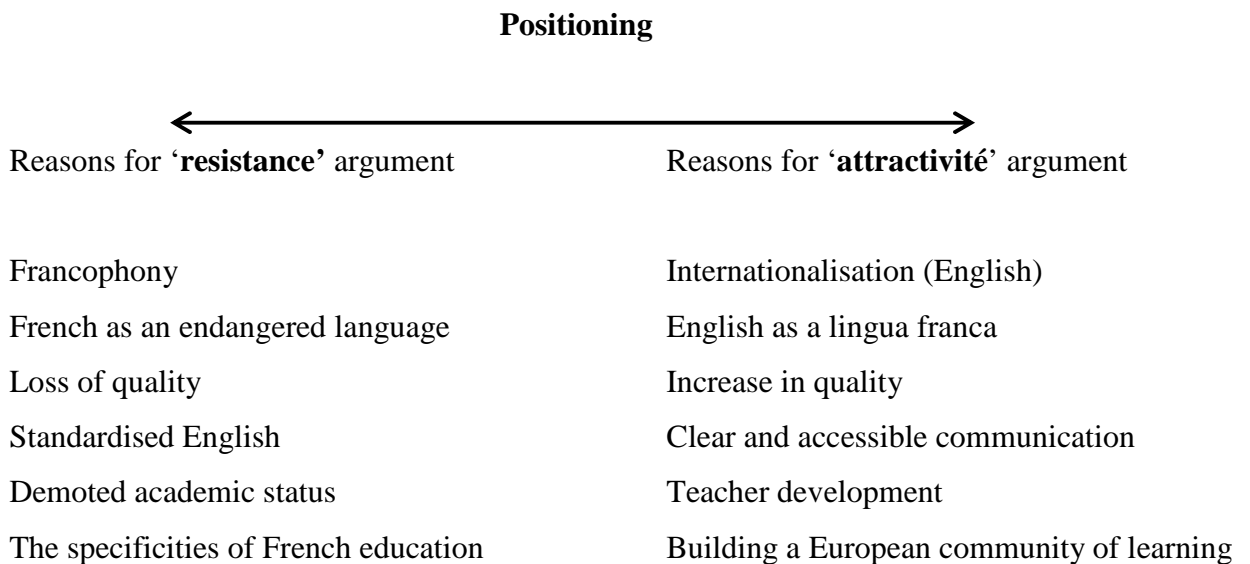 Positioning
Reasons for ‘resistance’ argument
Reasons for ‘attractivité’ argument
Francophony
Internationalisation (English)
French as an endangered language
English as a lingua franca
Loss of quality
Increase in quality
Standardised English
Clear and accessible communication
Demoted academic status
Teacher development
The specificities of French education
Building a European community of learning